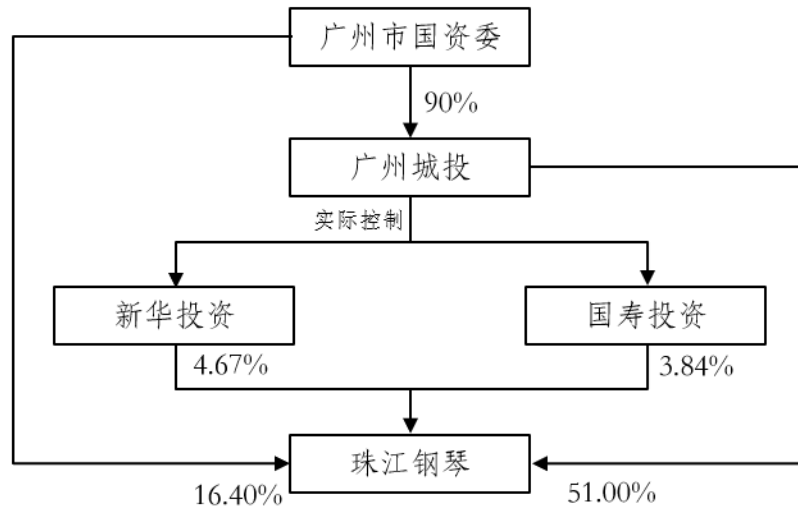 广州市国资委
90%
广州城投
实际控制
新华投资
国寿投资
4.67%
3.84%
珠江钢琴
16.40%
51.00%